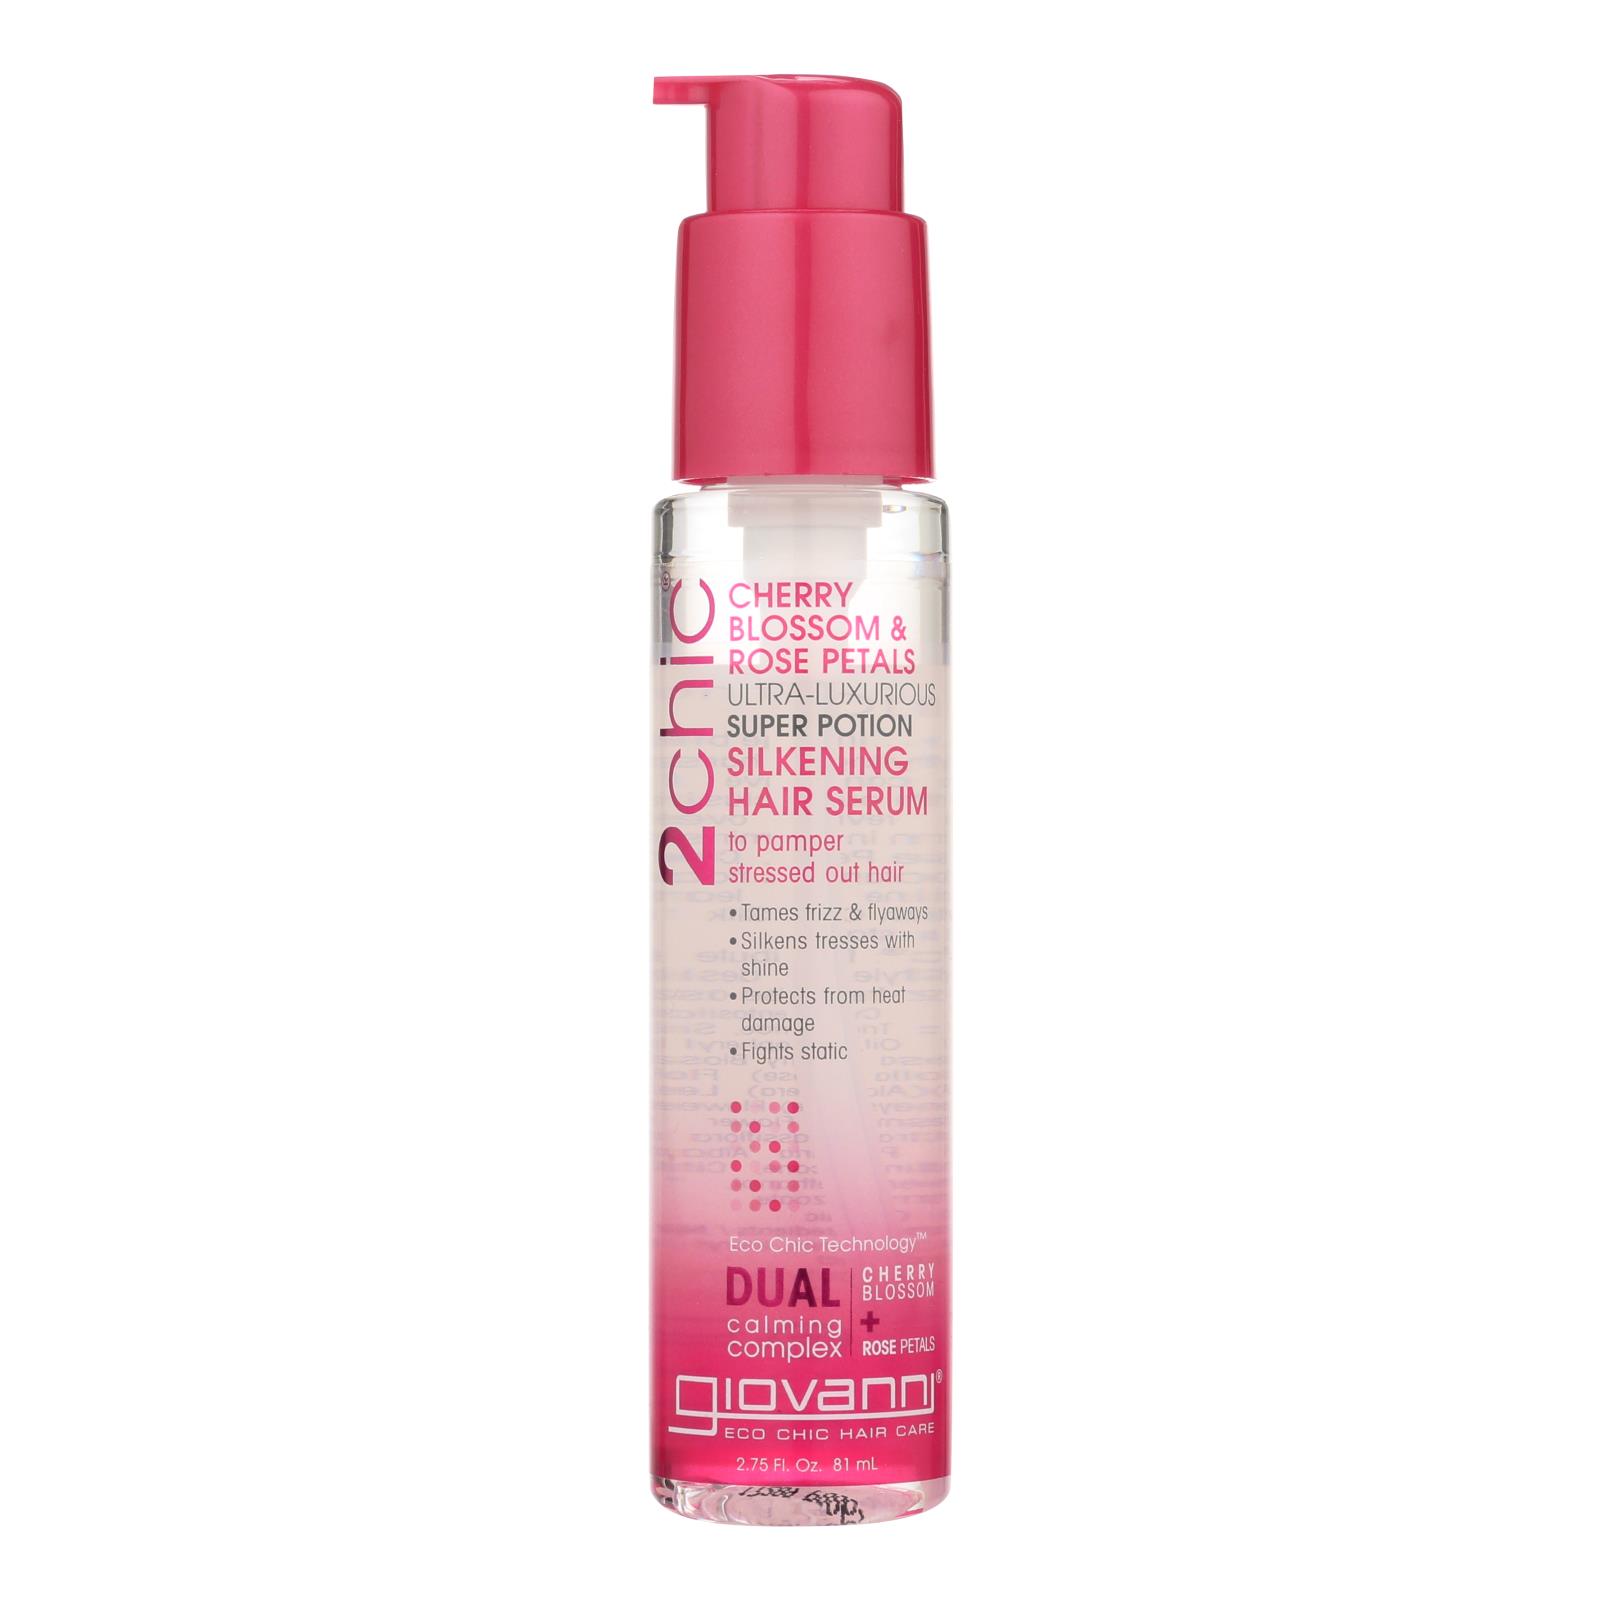 2chic®
CHERRY
BLOSSOM &
ROSE PETALS
ULTRA-LUXURIOUS
SUPER POTION
SILKENING
HAIR SERUM
to pamper
stressed out hair
• Tames frizz & flyaways
• Silkens tresses with
shine
• Protects from heat
damage
• Fights static
Eco Chic Technology™
DUAL
calming
complex
CHERRY
BLOSSOM
+
ROSE PETALS
giovanni®
ECO CHIC HAIR CARE
2.75 Fl. Oz. 81 mL